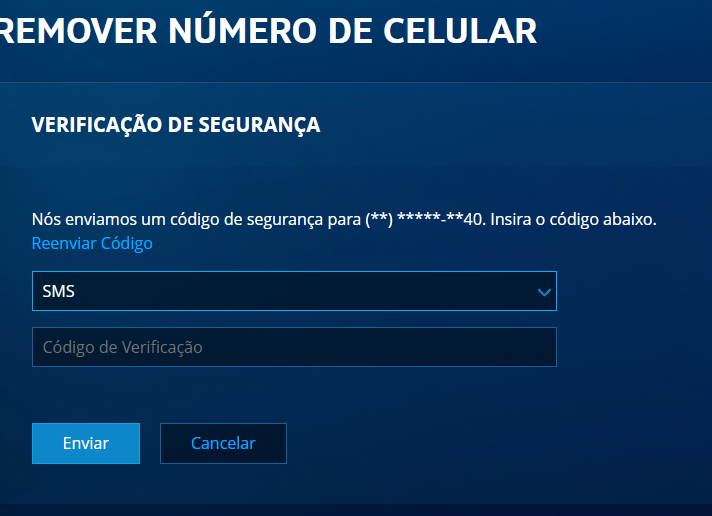 REMOVER NÚMERO DE CELULAR
VERIFICAÇÃO DE SEGURANÇA
Nós enviamos um código de segurança para (**) *****-**40. Insira o código abaixo.
Reenviar Código
SMS
Código de Verificação
Enviar
Cancelar